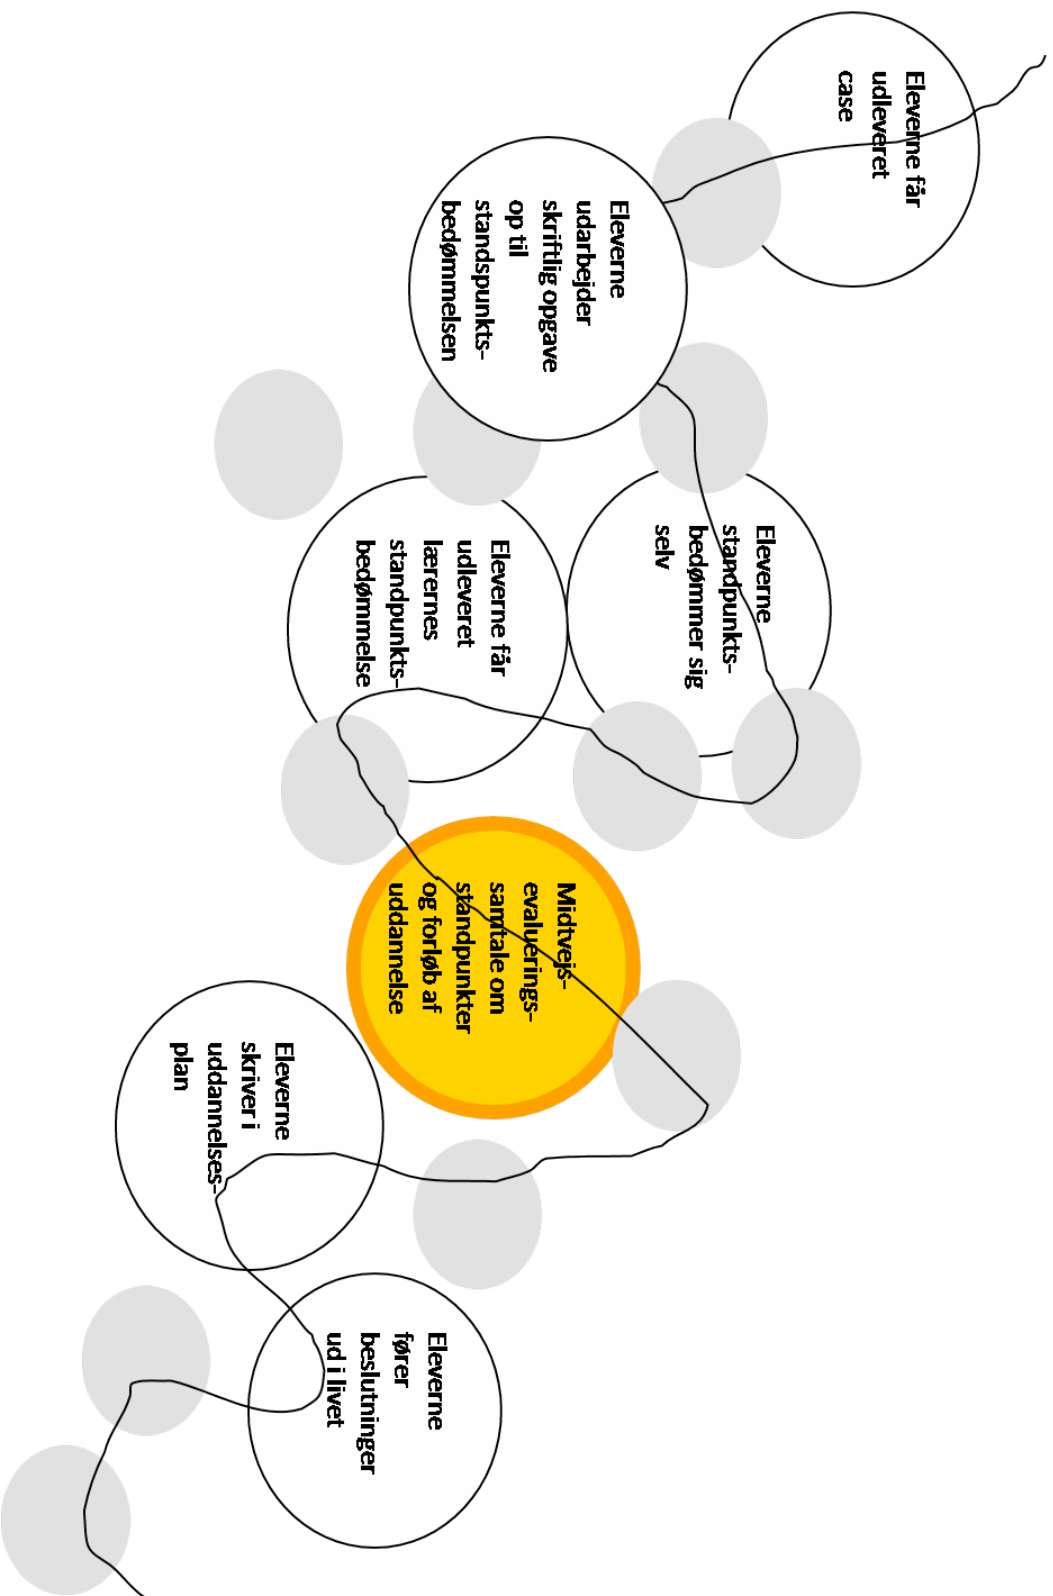 Eleverne får
udleveret
case
Eleverne
udarbejder
skriftlig opgave
op til
standspunkts-
bedømmelsen
Eleverne
standpunkts-
bedømmer sig
selv
Eleverne får
udleveret
lærernes
standpunkts-
bedømmelse
Midtvejs-
evaluerings-
samtale om
standpunkter
og forløb af
uddannelse
Eleverne
skriver i
uddannelses-
plan
Eleverne
fører
beslutninger
ud i livet